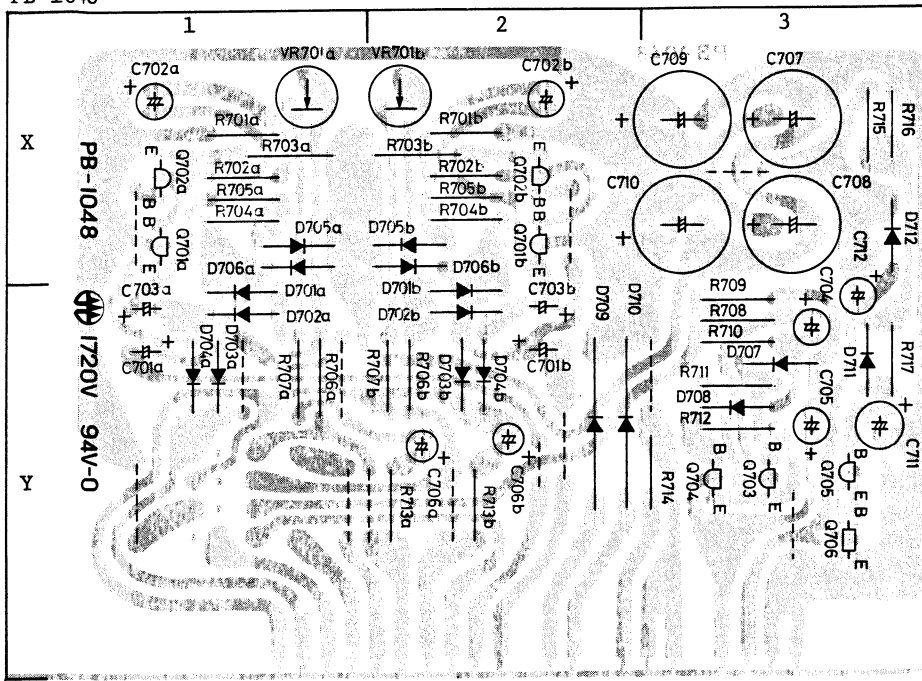 PB-1048
1 2 3
X
Y
C702a
VR701a
VR701b
C702b
C709
C707
R701a
R701b
R703a
R703b
R715
R716
E
Q702a
B
R702a
R702b
R705a
R705b
R704a
R704b
E
Q702b
B
C710
C708
PB-1048
B
Q701a
E
D705a
D705b
B
Q701b
E
D712
D706a
D706b
C712
C703a
D701a
D701b
C703b
D709
D710
R709
C704
D702a
D702b
R708
R710
1720V 94V-0
C701a
D704a
D703a
R707a
R706a
R707b
R706b
D703b
D704b
C701b
D707
D711
R717
R711
D708
C705
R712
C711
C706a
C706b
R713a
R713b
R714
B
Q704
E
B
Q703
E
B
Q705
E
B
Q706
E